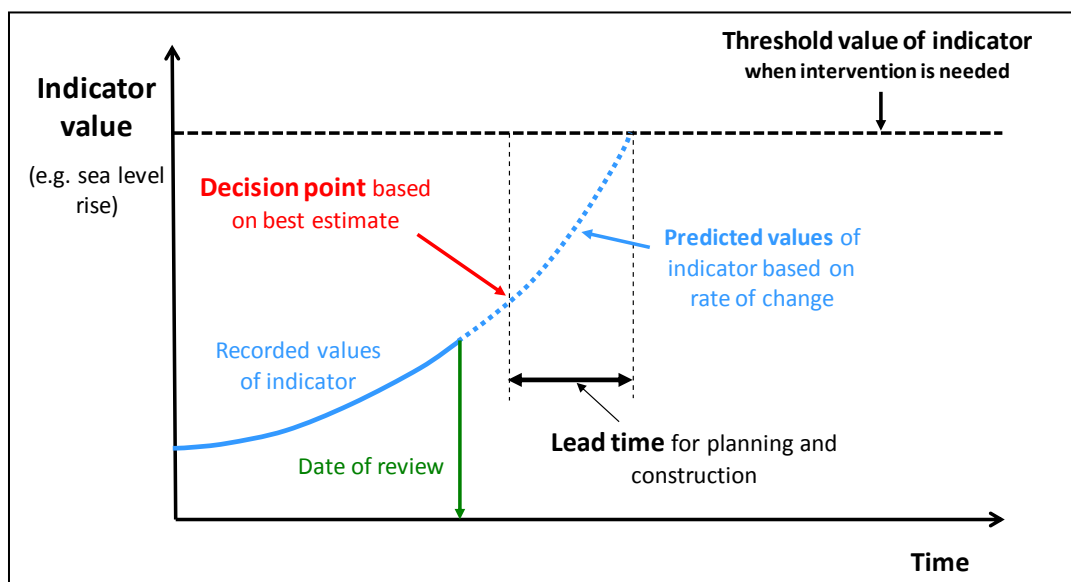 Threshold value of indicator
when intervention is needed
Indicator
value
(e.g. sea level
rise)
Decision point based
on best estimate
Predicted values of
indicator based on
rate of change
Recorded values
of indicator
Lead time for planning and
construction
Date of review
Time